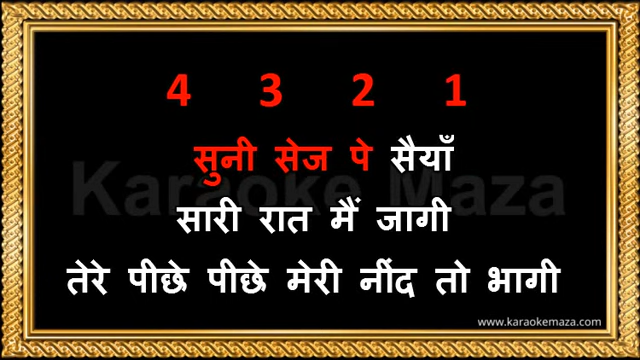 4 3 2 1
सुनी सेज पे सैयाँ
Karaoke Maza
सारी रात मैं जागी
तेरे पीछे पीछे मेरी नींद तो भागी
www.karaokemaza.com